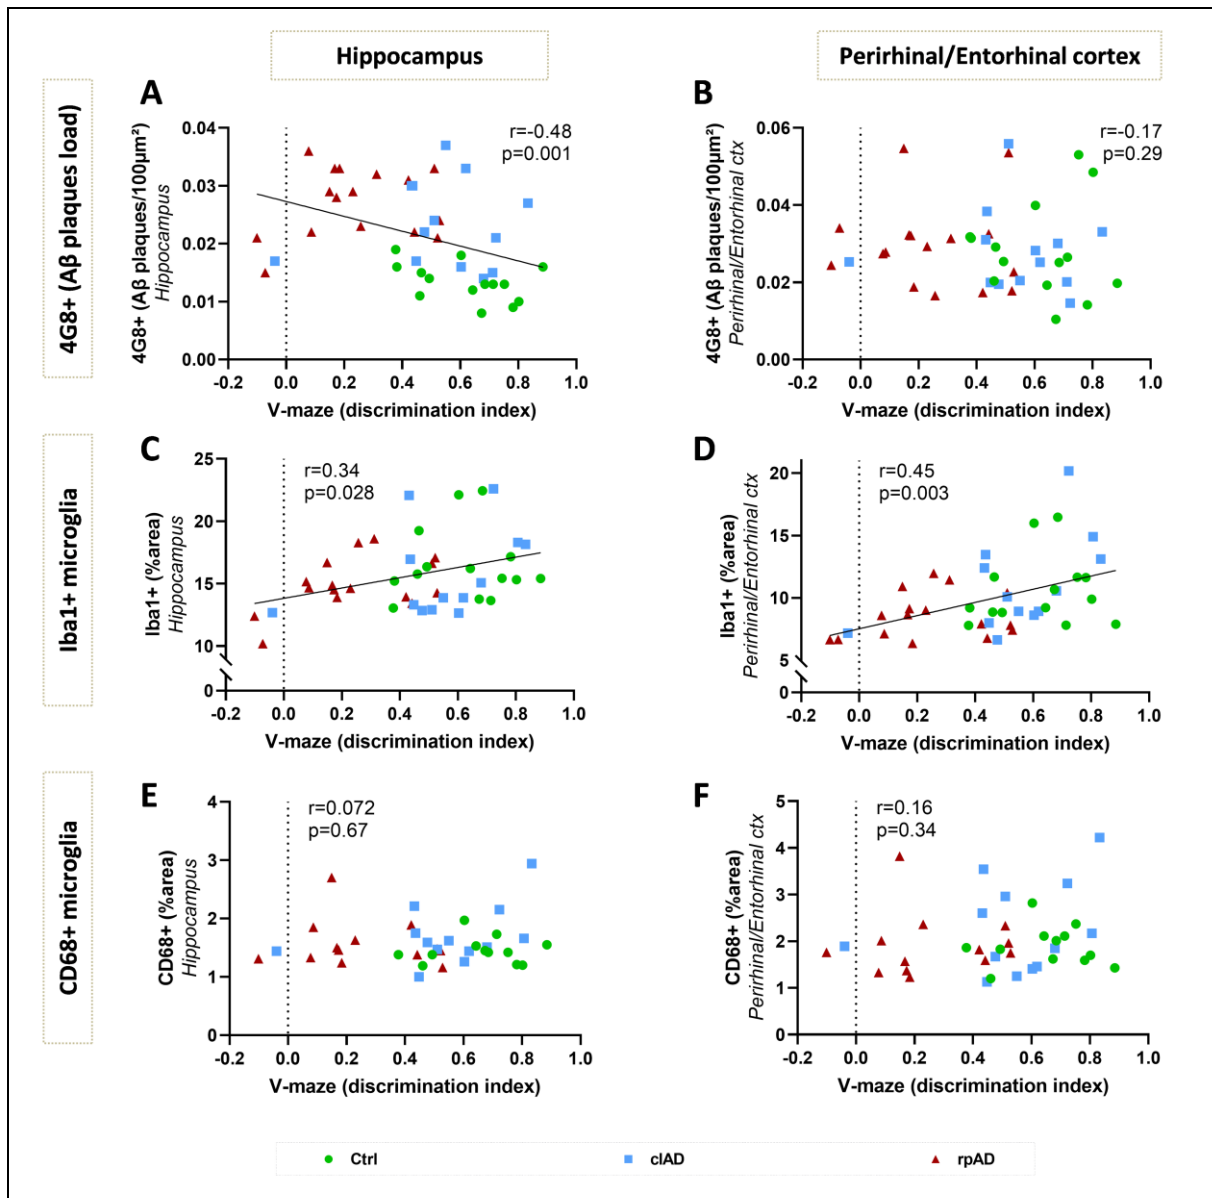 Hippocampus
Perirhinal/Entorhinal cortex
4G8+ (Aβ plaques load)
A
4G8+ (Aβ plaques/100µm²)
Hippocampus
0.04
0.03
0.02
0.01
0.00
r=-0.48
p=0.001
-0.2 0.0 0.2 0.4 0.6 0.8 1.0
V-maze (discrimination index)
B
4G8+ (Aβ plaques/100µm²)
Perirhinal/Entorhinal ctx
0.06
0.04
0.02
0.00
r=-0.17
p=0.29
-0.2 0.0 0.2 0.4 0.6 0.8 1.0
V-maze (discrimination index)
Iba1+ microglia
C
Iba1+ (%area)
Hippocampus
25
20
15
10
0
r=0.34
p=0.028
-0.2 0.0 0.2 0.4 0.6 0.8 1.0
V-maze (discrimination index)
D
Iba1+ (%area)
Perirhinal/Entorhinal ctx
20
15
10
5
0
r=0.45
p=0.003
-0.2 0.0 0.2 0.4 0.6 0.8 1.0
V-maze (discrimination index)
CD68+ microglia
E
CD68+ (%area)
Hippocampus
4
3
2
1
0
r=0.072
p=0.67
-0.2 0.0 0.2 0.4 0.6 0.8 1.0
V-maze (discrimination index)
F
CD68+ (%area)
Perirhinal/Entorhinal ctx
5
4
3
2
1
0
r=0.16
p=0.34
-0.2 0.0 0.2 0.4 0.6 0.8 1.0
V-maze (discrimination index)
Ctrl clAD rpAD